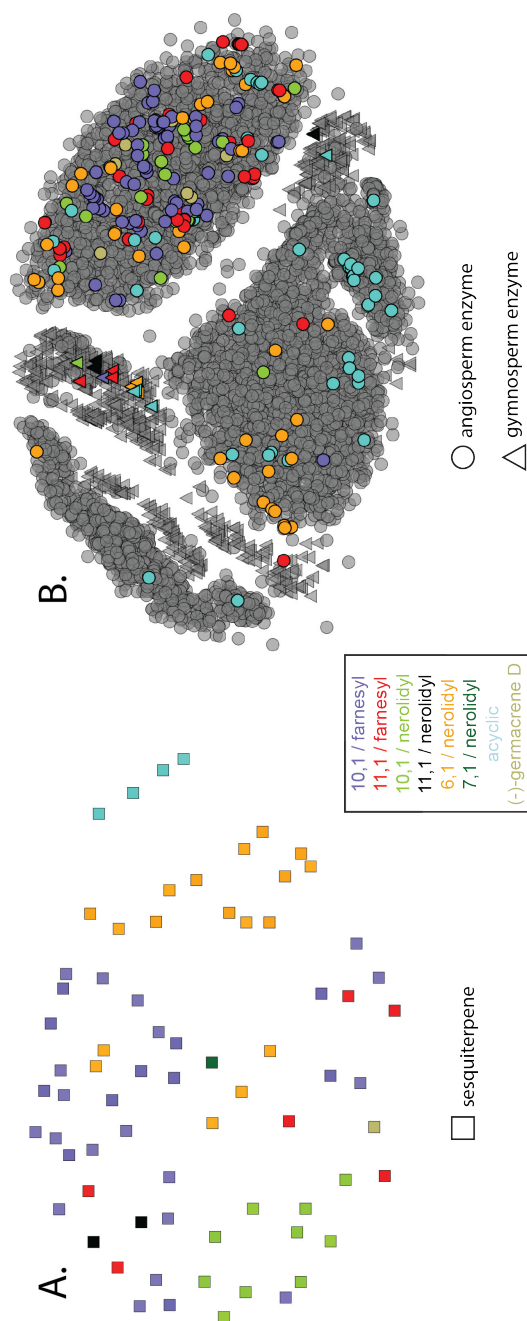 A.
B.
10,1 / farnesyl
11,1 / farnesyl
10,1 / nerolidyl
11,1 / nerolidyl
6,1 / nerolidyl
7,1 / nerolidyl
acyclic
(-)-germacrene D
sesquiterpene
angiosperm enzyme
gymnosperm enzyme